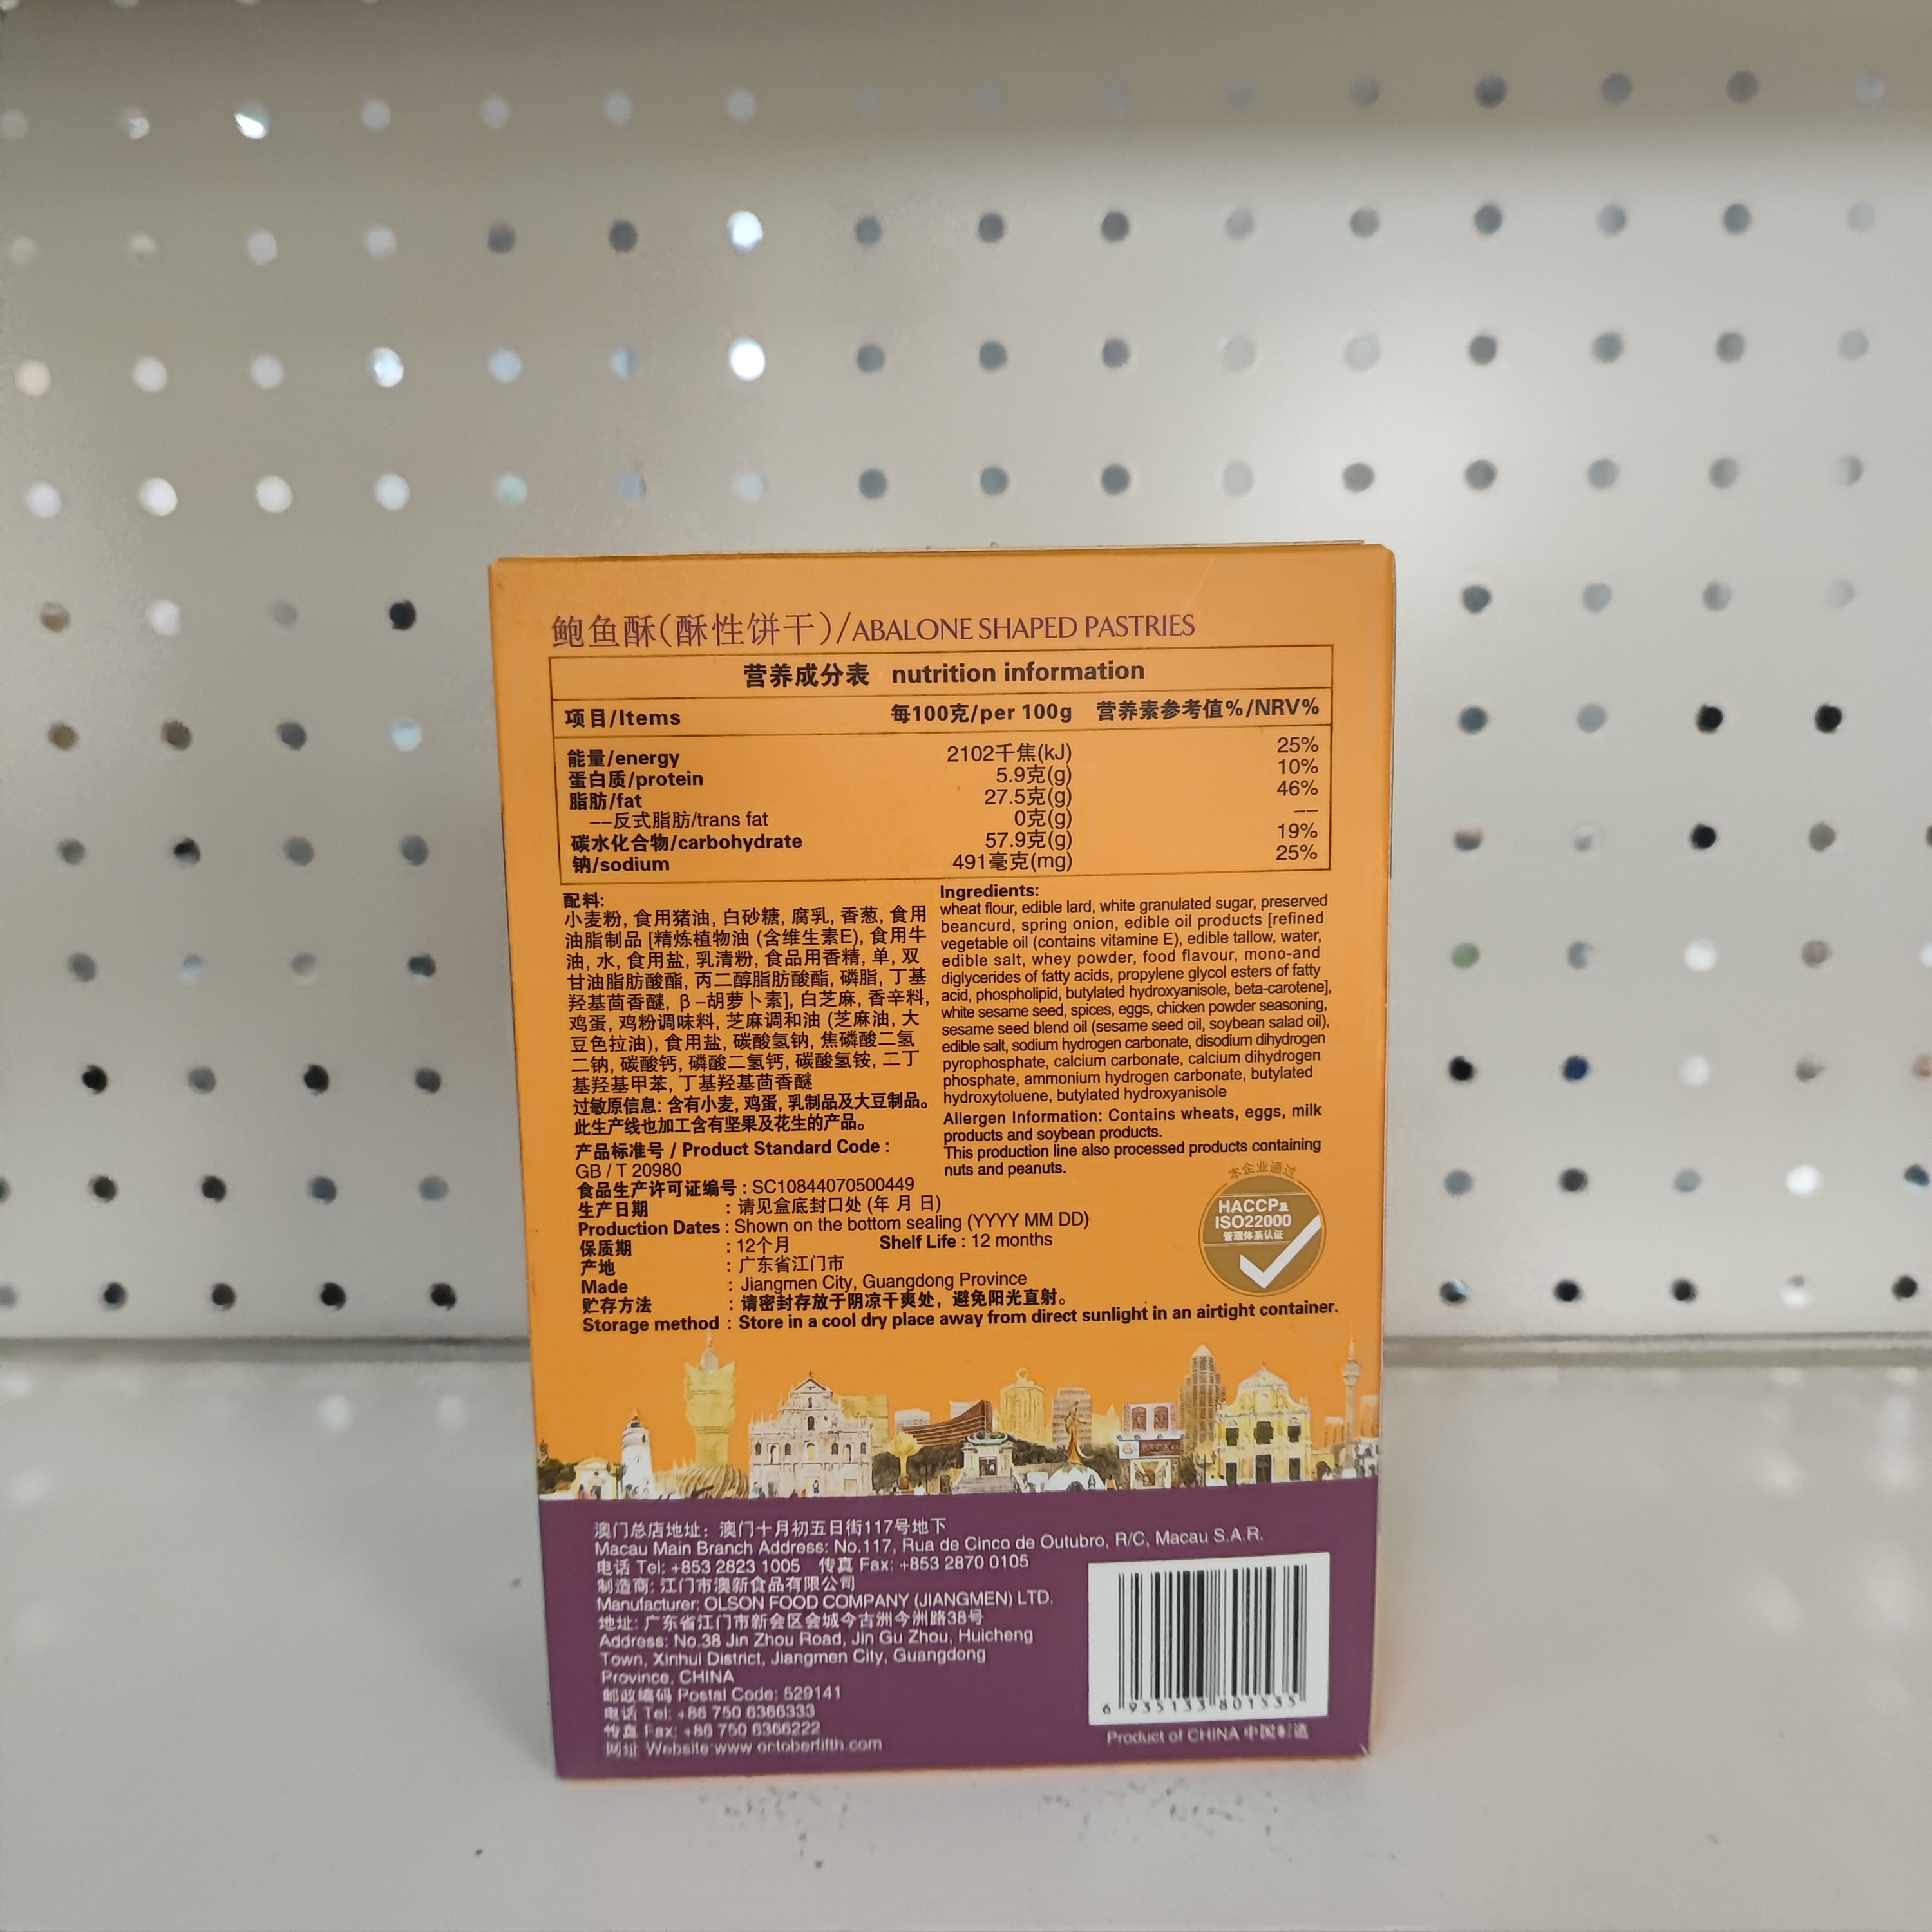 鲍鱼酥(酥性饼干)/ABALONE SHAPED PASTRIES
营养成分表 nutrition information
项目/Items 每100克/per 100g 营养素参考值%/NRV%
能量/energy 2102千焦(kJ) 25%
蛋白质/protein 5.9克(g) 10%
脂肪/fat 27.5克(g) 46%
--反式脂肪/trans fat 0克(g) --
碳水化合物/carbohydrate 57.9克(g) 19%
钠/sodium 491毫克(mg) 25%
配料:
小麦粉, 食用猪油, 白砂糖, 腐乳, 香葱, 食用
油脂制品 [精炼植物油 (含维生素E), 食用牛
油, 水, 食用盐, 乳清粉, 食品用香精, 单, 双
甘油脂肪酸酯, 丙二醇脂肪酸酯, 磷脂, 丁基
羟基茴香醚, β-胡萝卜素], 白芝麻, 香辛料,
鸡蛋, 鸡粉调味料, 芝麻调和油 (芝麻油, 大
豆色拉油), 食用盐, 碳酸氢钠, 焦磷酸二氢
二钠, 碳酸钙, 磷酸二氢钙, 碳酸氢铵, 二丁
基羟基甲苯, 丁基羟基茴香醚
过敏原信息: 含有小麦, 鸡蛋, 乳制品及大豆制品。
此生产线也加工含有坚果及花生的产品。
Ingredients:
wheat flour, edible lard, white granulated sugar, preserved
beancurd, spring onion, edible oil products [refined
vegetable oil (contains vitamine E), edible tallow, water,
edible salt, whey powder, food flavour, mono-and
diglycerides of fatty acids, propylene glycol esters of fatty
acid, phospholipid, butylated hydroxyanisole, beta-carotene],
white sesame seed, spices, eggs, chicken powder seasoning,
sesame seed blend oil (sesame seed oil, soybean salad oil),
edible salt, sodium hydrogen carbonate, disodium dihydrogen
pyrophosphate, calcium carbonate, calcium dihydrogen
phosphate, ammonium hydrogen carbonate, butylated
hydroxytoluene, butylated hydroxyanisole
Allergen Information: Contains wheats, eggs, milk
products and soybean products.
This production line also processed products containing
nuts and peanuts.
产品标准号 / Product Standard Code :
GB / T 20980
食品生产许可证编号 : SC10844070500449
生产日期 : 请见盒底封口处 (年 月 日)
Production Dates : Shown on the bottom sealing (YYYY MM DD)
保质期 : 12个月 Shelf Life : 12 months
产地 : 广东省江门市
Made : Jiangmen City, Guangdong Province
贮存方法 : 请密封存放于阴凉干爽处，避免阳光直射。
Storage method : Store in a cool dry place away from direct sunlight in an airtight container.
本企业通过
HACCP及
ISO22000
管理体系认证
澳门总店地址：澳门十月初五日街117号地下
Macau Main Branch Address: No.117, Rua de Cinco de Outubro, R/C, Macau S.A.R.
电话 Tel: +853 2823 1005 传真 Fax: +853 2870 0105
制造商: 江门市澳新食品有限公司
Manufacturer: OLSON FOOD COMPANY (JIANGMEN) LTD.
地址: 广东省江门市新会区会城今古洲今洲路38号
Address: No.38 Jin Zhou Road, Jin Gu Zhou, Huicheng
Town, Xinhui District, Jiangmen City, Guangdong
Province, CHINA
邮政编码 Postal Code: 529141
电话 Tel: +86 750 6366333
传真 Fax: +86 750 6366222
网址 Website:www.octoberfifth.com
6 935133 801535
Product of CHINA 中国制造